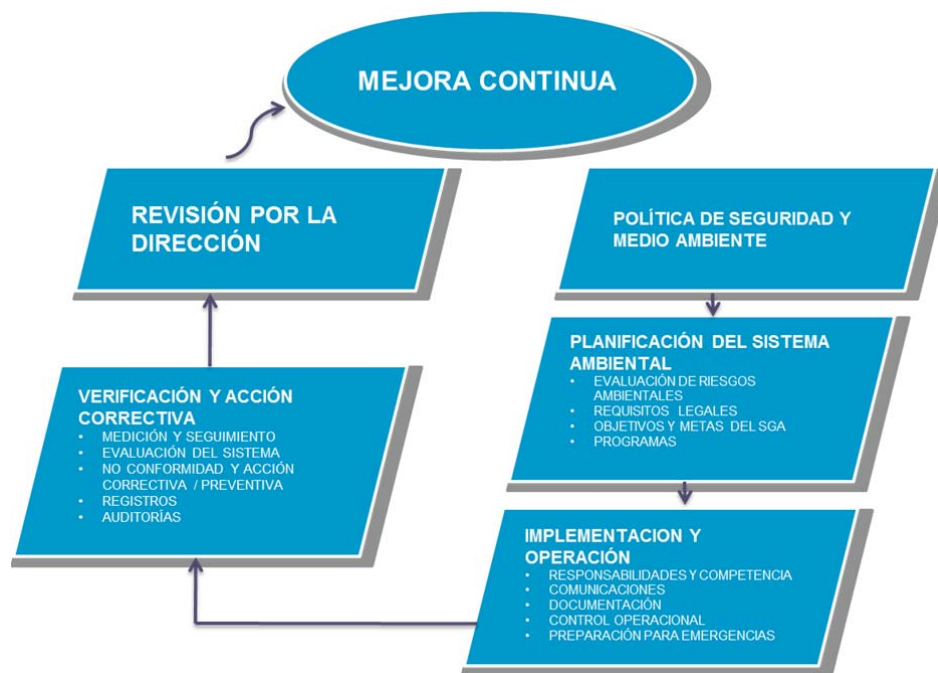 MEJORA CONTINUA
REVISIÓN POR LA
DIRECCIÓN
POLÍTICA DE SEGURIDAD Y
MEDIO AMBIENTE
PLANIFICACIÓN DEL SISTEMA
AMBIENTAL
• EVALUACIÓN DE RIESGOS
AMBIENTALES
• REQUISITOS LEGALES
• OBJETIVOS Y METAS DEL SGA
• PROGRAMAS
VERIFICACIÓN Y ACCIÓN
CORRECTIVA
• MEDICIÓN Y SEGUIMIENTO
• EVALUACIÓN DEL SISTEMA
• NO CONFORMIDAD Y ACCIÓN
CORRECTIVA / PREVENTIVA
• REGISTROS
• AUDITORÍAS
IMPLEMENTACION Y
OPERACIÓN
• RESPONSABILIDADES Y COMPETENCIA
• COMUNICACIONES
• DOCUMENTACIÓN
• CONTROL OPERACIONAL
• PREPARACIÓN PARA EMERGENCIAS